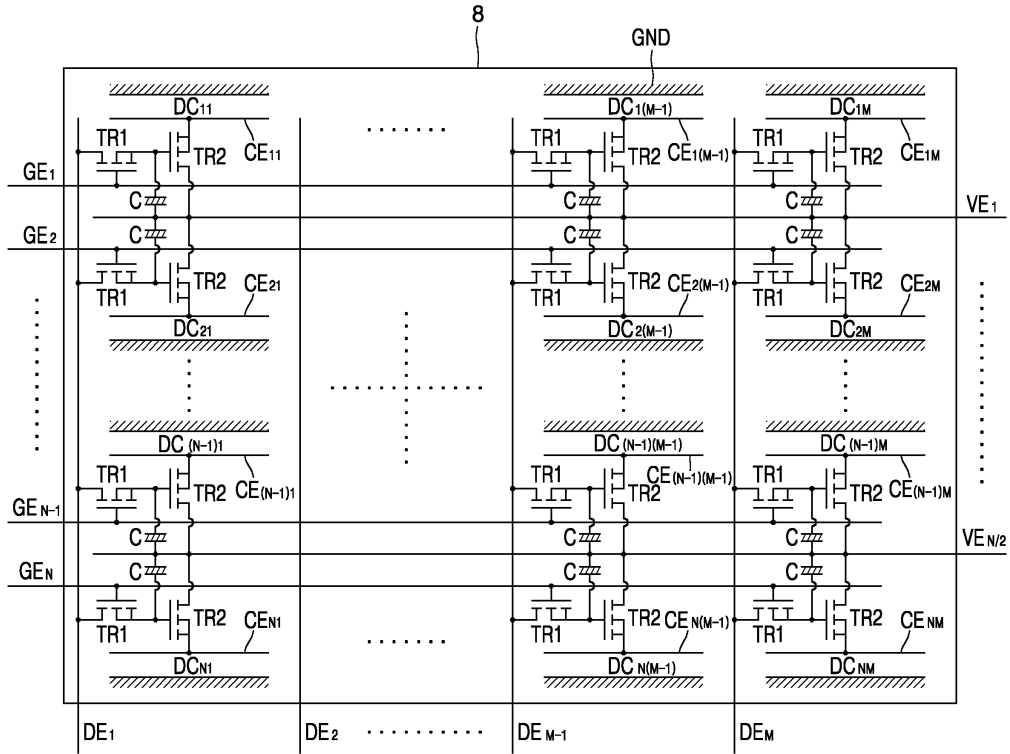 8
GND
DC11 DC1(M-1) DC1M
TR1 TR2 CE11 TR1 TR2 CE1(M-1) TR1 TR2 CE1M
GE1
C C C
VE1
GE2
C C C
TR1 TR2 CE21 TR1 TR2 CE2(M-1) TR1 TR2 CE2M
DC21 DC2(M-1) DC2M
DC(N-1)1 DC(N-1)(M-1) DC(N-1)M
TR1 TR2 CE(N-1)1 TR1 TR2 CE(N-1)(M-1) TR1 TR2 CE(N-1)M
GEN-1
C C C
VEN/2
GEN
C C C
TR1 TR2 CEN1 TR1 TR2 CEN(M-1) TR1 TR2 CENM
DCN1 DCN(M-1) DCNM
DE1 DE2 DEM-1 DEM